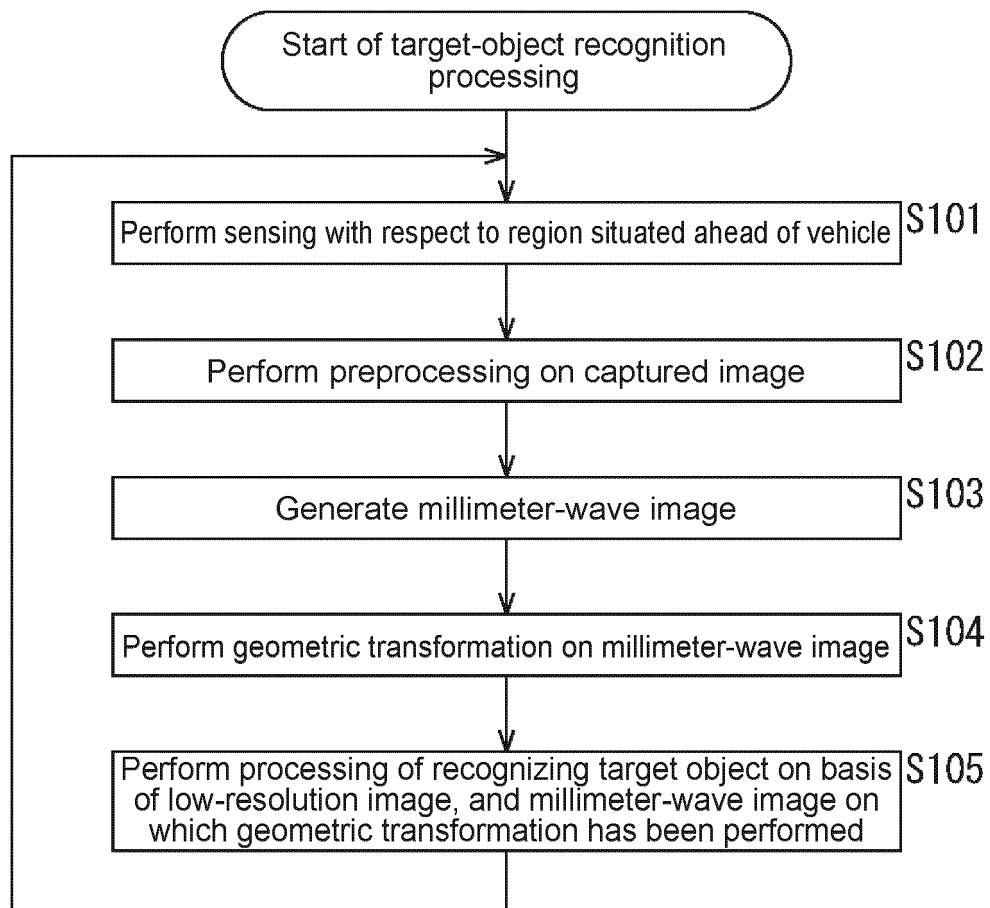 Start of target-object recognition
processing
Perform sensing with respect to region situated ahead of vehicle
S101
Perform preprocessing on captured image
S102
Generate millimeter-wave image
S103
Perform geometric transformation on millimeter-wave image
S104
Perform processing of recognizing target object on basis
of low-resolution image, and millimeter-wave image on
which geometric transformation has been performed
S105